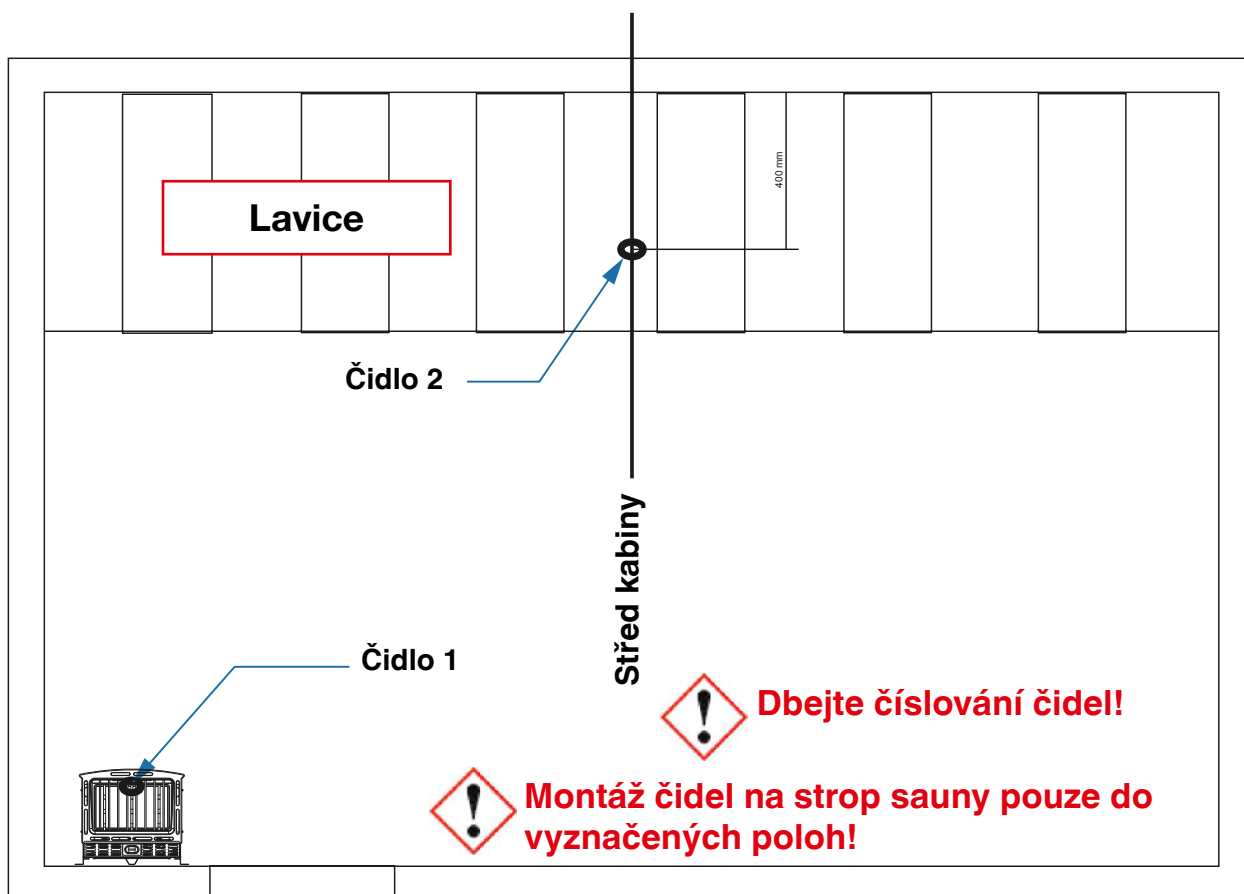 400 mm
Lavice
Čidlo 2
Střed kabiny
Čidlo 1
Dbejte číslování čidel!
Montáž čidel na strop sauny pouze do
vyznačených poloh!